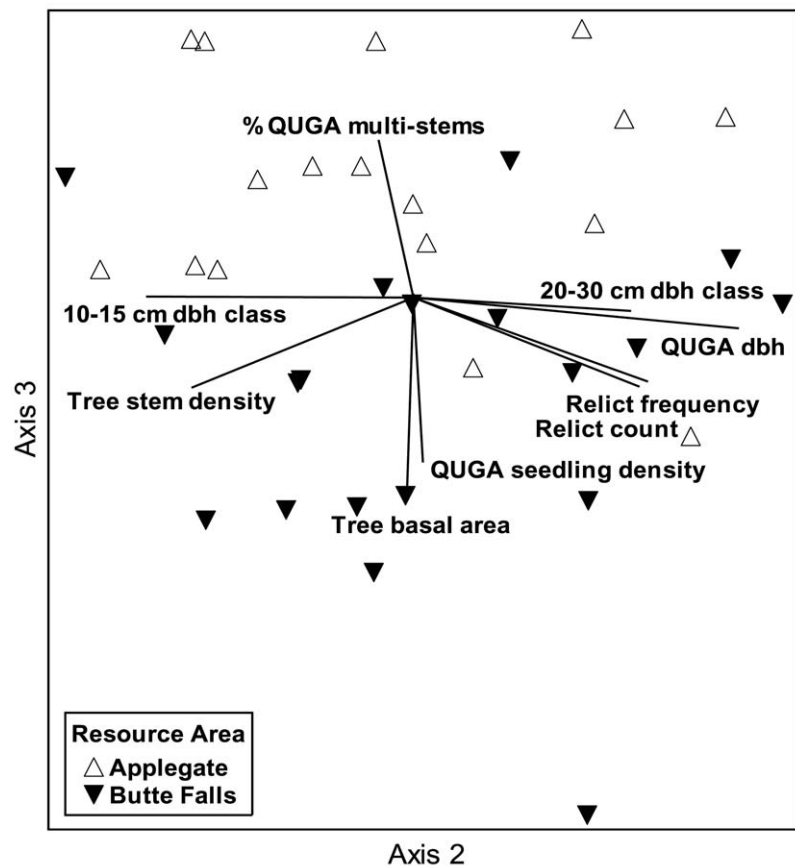 % QUGA multi-stems
20-30 cm dbh class
10-15 cm dbh class
QUGA dbh
Tree stem density
Relict frequency
Relict count
QUGA seedling density
Tree basal area
Axis 3
Resource Area
Applegate
Butte Falls
Axis 2